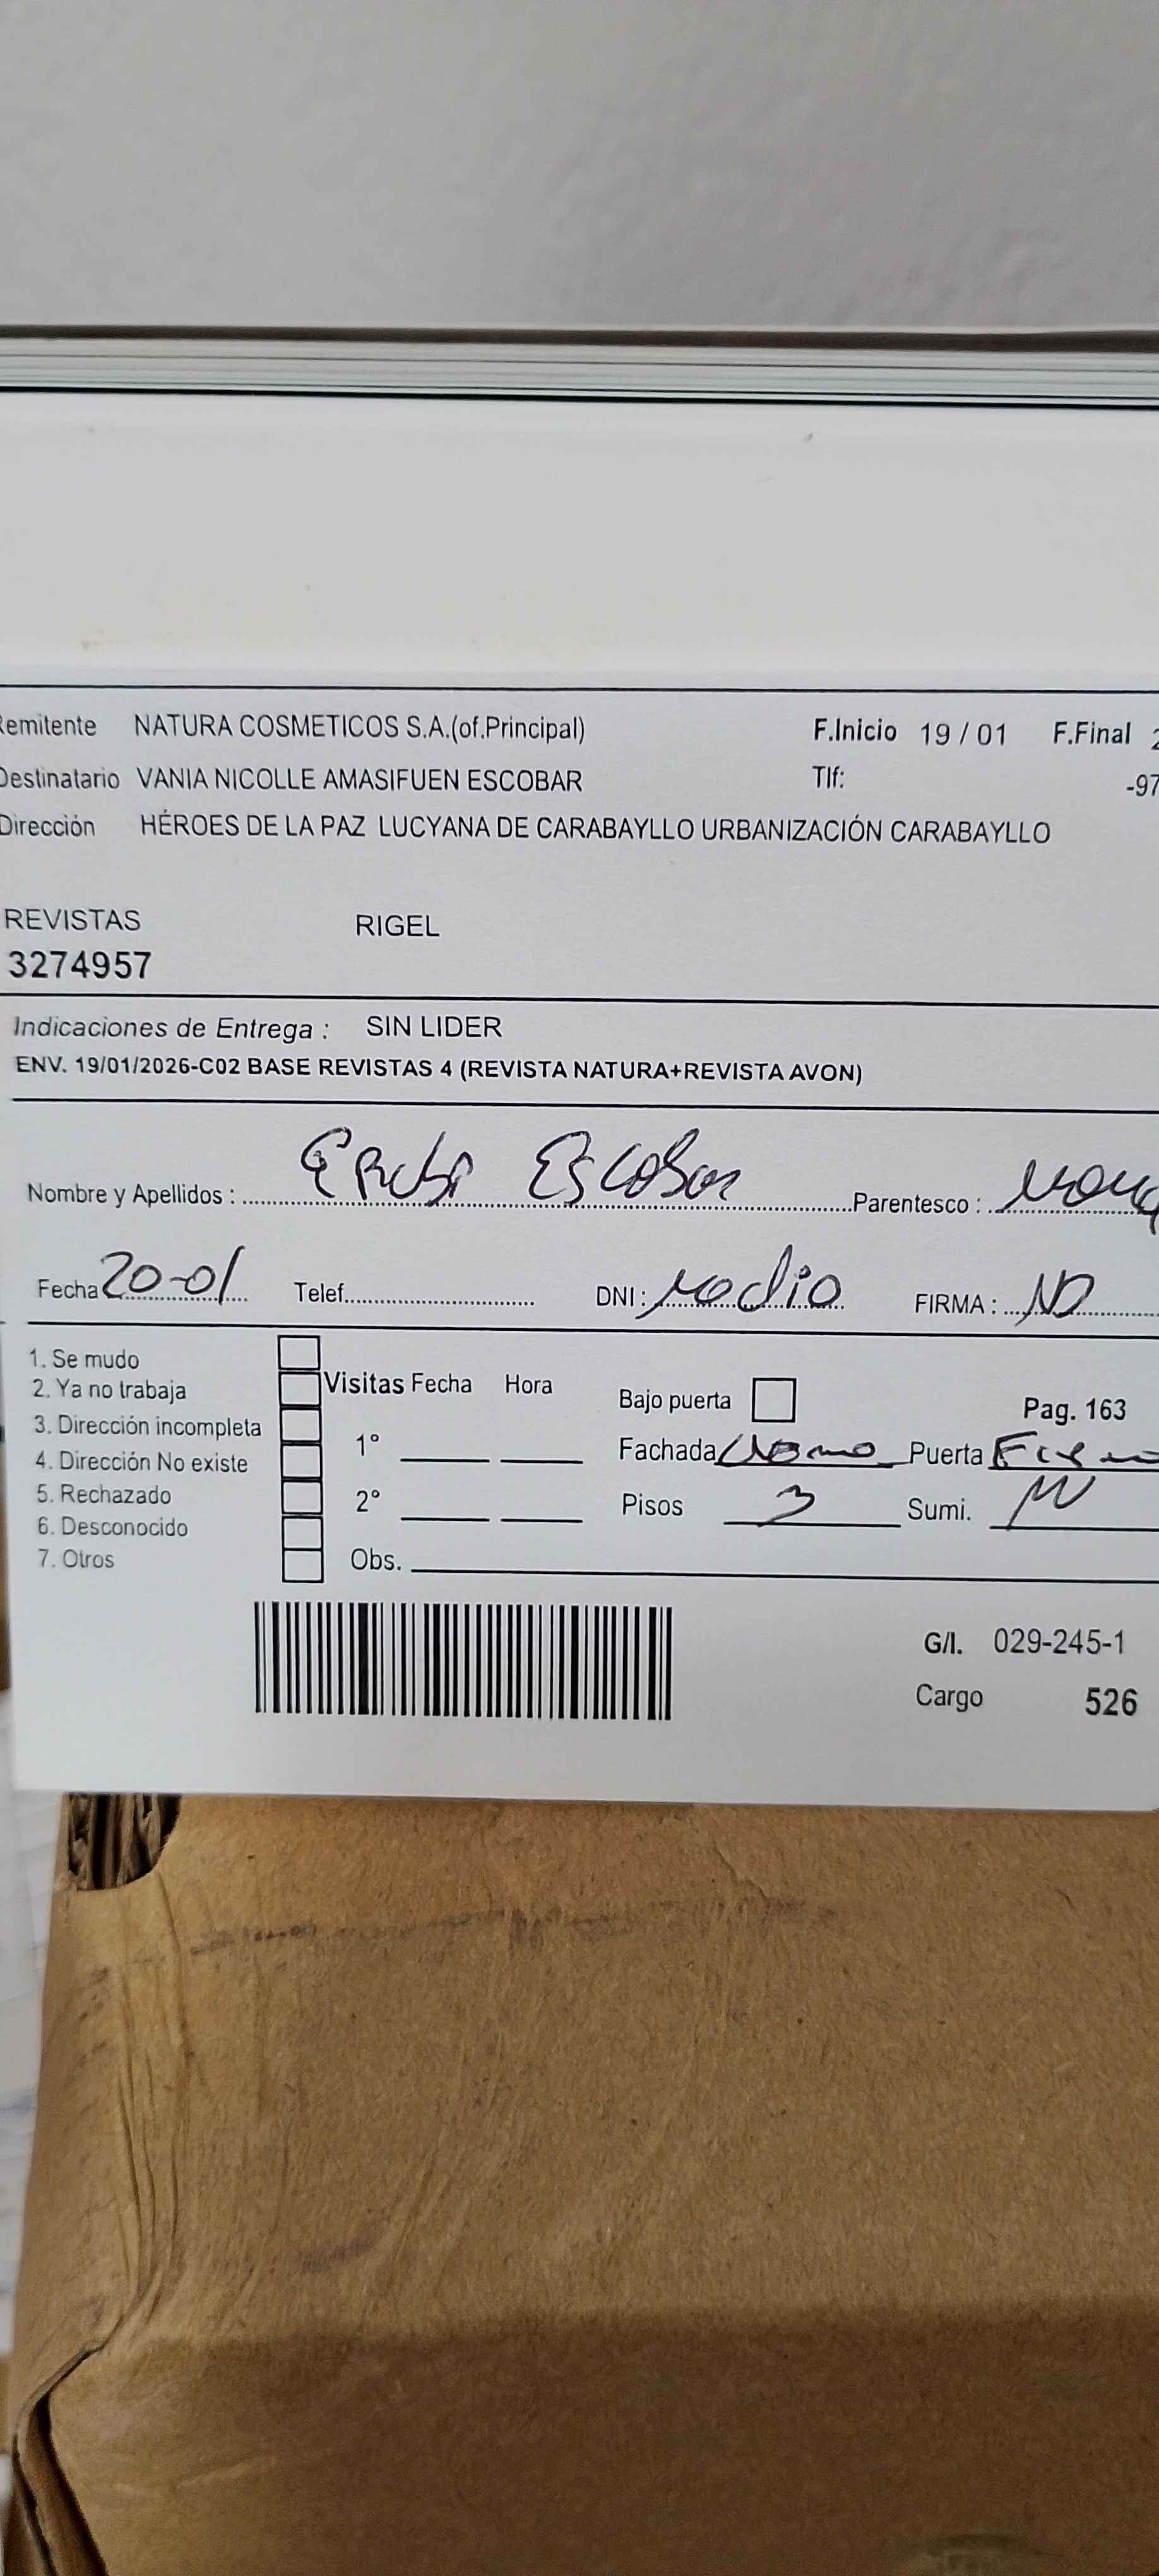 Remitente NATURA COSMETICOS S.A.(of.Principal) F.Inicio 19 / 01 F.Final 2
Destinatario VANIA NICOLLE AMASIFUEN ESCOBAR Tlf: -97
Dirección HÉROES DE LA PAZ LUCYANA DE CARABAYLLO URBANIZACIÓN CARABAYLLO
REVISTAS RIGEL
3274957
Indicaciones de Entrega : SIN LIDER
ENV. 19/01/2026-C02 BASE REVISTAS 4 (REVISTA NATURA+REVISTA AVON)
Nombre y Apellidos : Escobar Parentesco :
Fecha 20-01 Telef. DNI: FIRMA :
1. Se mudo
2. Ya no trabaja Visitas Fecha Hora Bajo puerta Pag. 163
3. Dirección incompleta 1° Fachada Puerta
4. Dirección No existe
5. Rechazado 2° Pisos 3 Sumi.
6. Desconocido
7. Otros Obs.
G/I. 029-245-1
Cargo 526